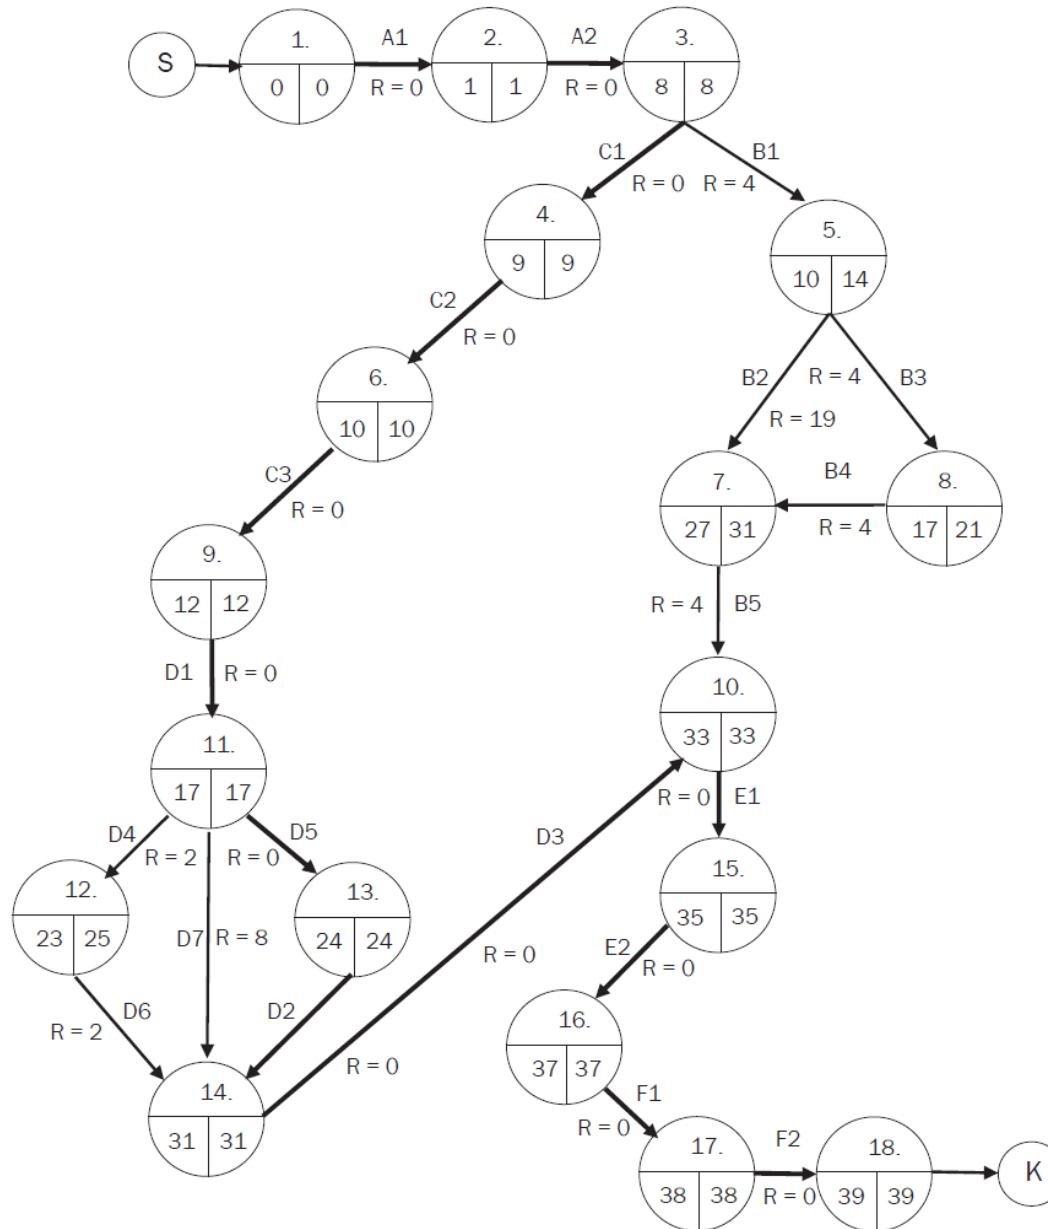 S
1.
0 0
A1
R = 0
2.
1 1
A2
R = 0
3.
8 8
C1
R = 0
B1
R = 4
4.
9 9
5.
10 14
C2
R = 0
6.
10 10
B2
R = 19
R = 4
B3
C3
R = 0
7.
27 31
B4
R = 4
8.
17 21
9.
12 12
R = 4
B5
D1
R = 0
10.
33 33
11.
17 17
R = 0
E1
D3
R = 0
R = 0
D4
R = 2
R = 0
D5
12.
23 25
D7
R = 8
13.
24 24
15.
35 35
E2
R = 0
D6
R = 2
D2
14.
31 31
16.
37 37
F1
R = 0
17.
38 38
F2
R = 0
18.
39 39
K